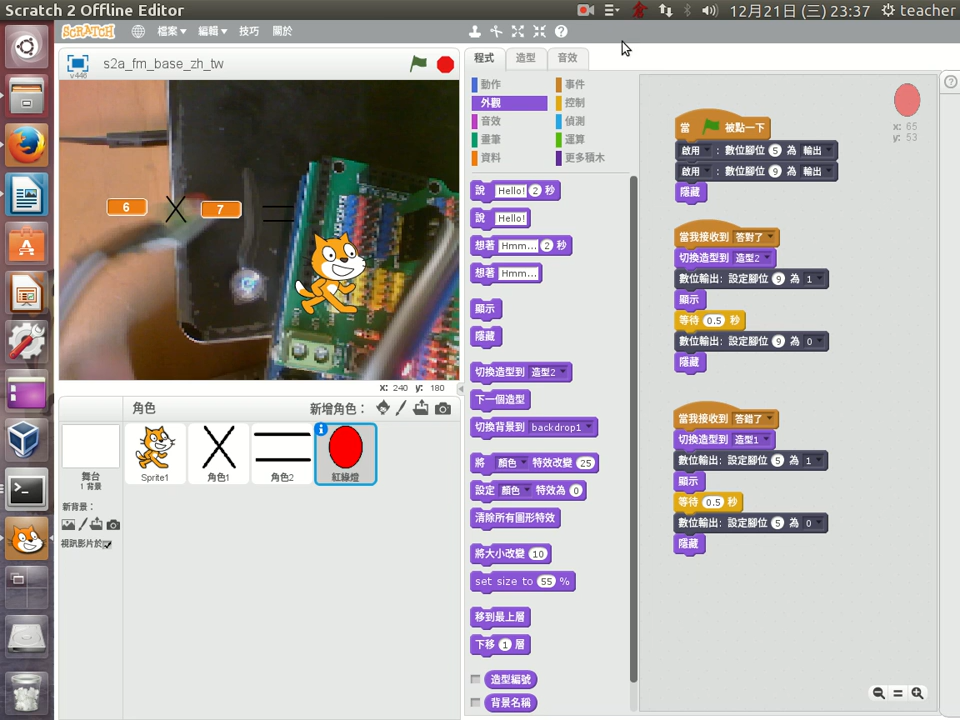 Scratch 2 Offline Editor
12月21日 (三) 23:37 teacher
SCRATCH 檔案▼ 編輯▼ 技巧 關於
v446
s2a_fm_base_zh_tw
6
7
x: 240 y: 180
角色
新增角色：
舞台
1 背景
新背景:
視訊影片於
Sprite1
角色1
角色2
紅綠燈
程式 造型 音效
動作 事件
外觀 控制
音效 偵測
畫筆 運算
資料 更多積木
說 Hello! 2 秒
說 Hello!
想著 Hmm... 2 秒
想著 Hmm...
顯示
隱藏
切換造型到 造型2
下一個造型
切換背景到 backdrop1
將 顏色 特效改變 25
設定 顏色 特效為 0
清除所有圖形特效
將大小改變 10
set size to 55 %
移到最上層
下移 1 層
造型編號
背景名稱
x: 65
y: 53
當 被點一下
啟用 : 數位腳位 5 為 輸出
啟用 : 數位腳位 9 為 輸出
隱藏
當我接收到 答對了
切換造型到 造型2
數位輸出: 設定腳位 9 為 1
顯示
等待 0.5 秒
數位輸出: 設定腳位 9 為 0
隱藏
當我接收到 答錯了
切換造型到 造型1
數位輸出: 設定腳位 5 為 1
顯示
等待 0.5 秒
數位輸出: 設定腳位 5 為 0
隱藏